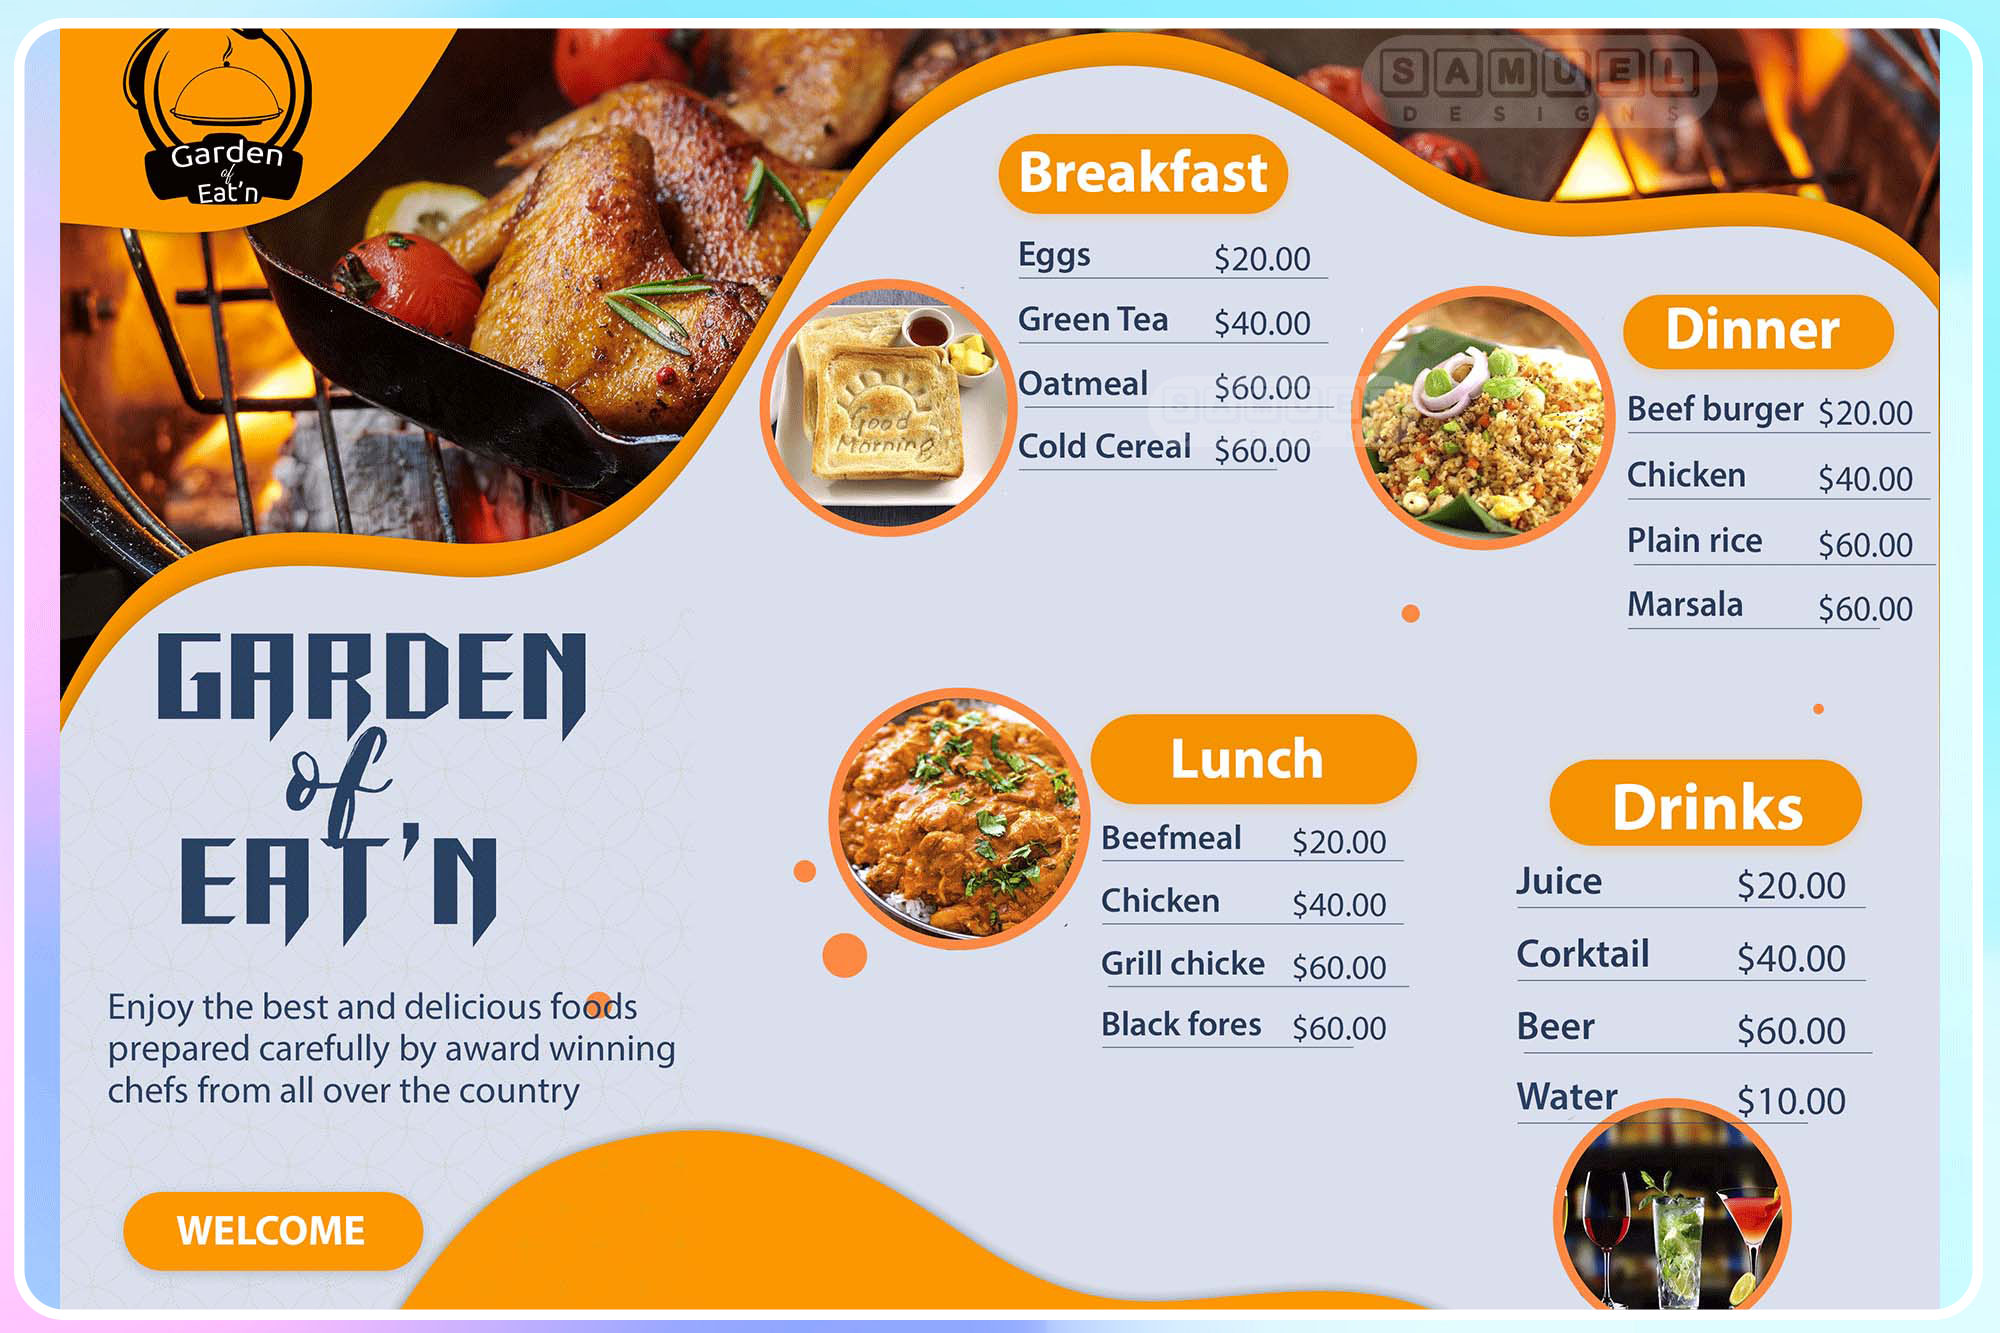 Garden
of
Eat'n
SAMUEL
DESIGNS
Breakfast
Eggs $20.00
Green Tea $40.00
Oatmeal $60.00
Cold Cereal $60.00
Good
Morning
Dinner
Beef burger $20.00
Chicken $40.00
Plain rice $60.00
Marsala $60.00
GARDEN
of
EAT'N
Enjoy the best and delicious foods
prepared carefully by award winning
chefs from all over the country
WELCOME
Lunch
Beefmeal $20.00
Chicken $40.00
Grill chicke $60.00
Black fores $60.00
Drinks
Juice $20.00
Corktail $40.00
Beer $60.00
Water $10.00